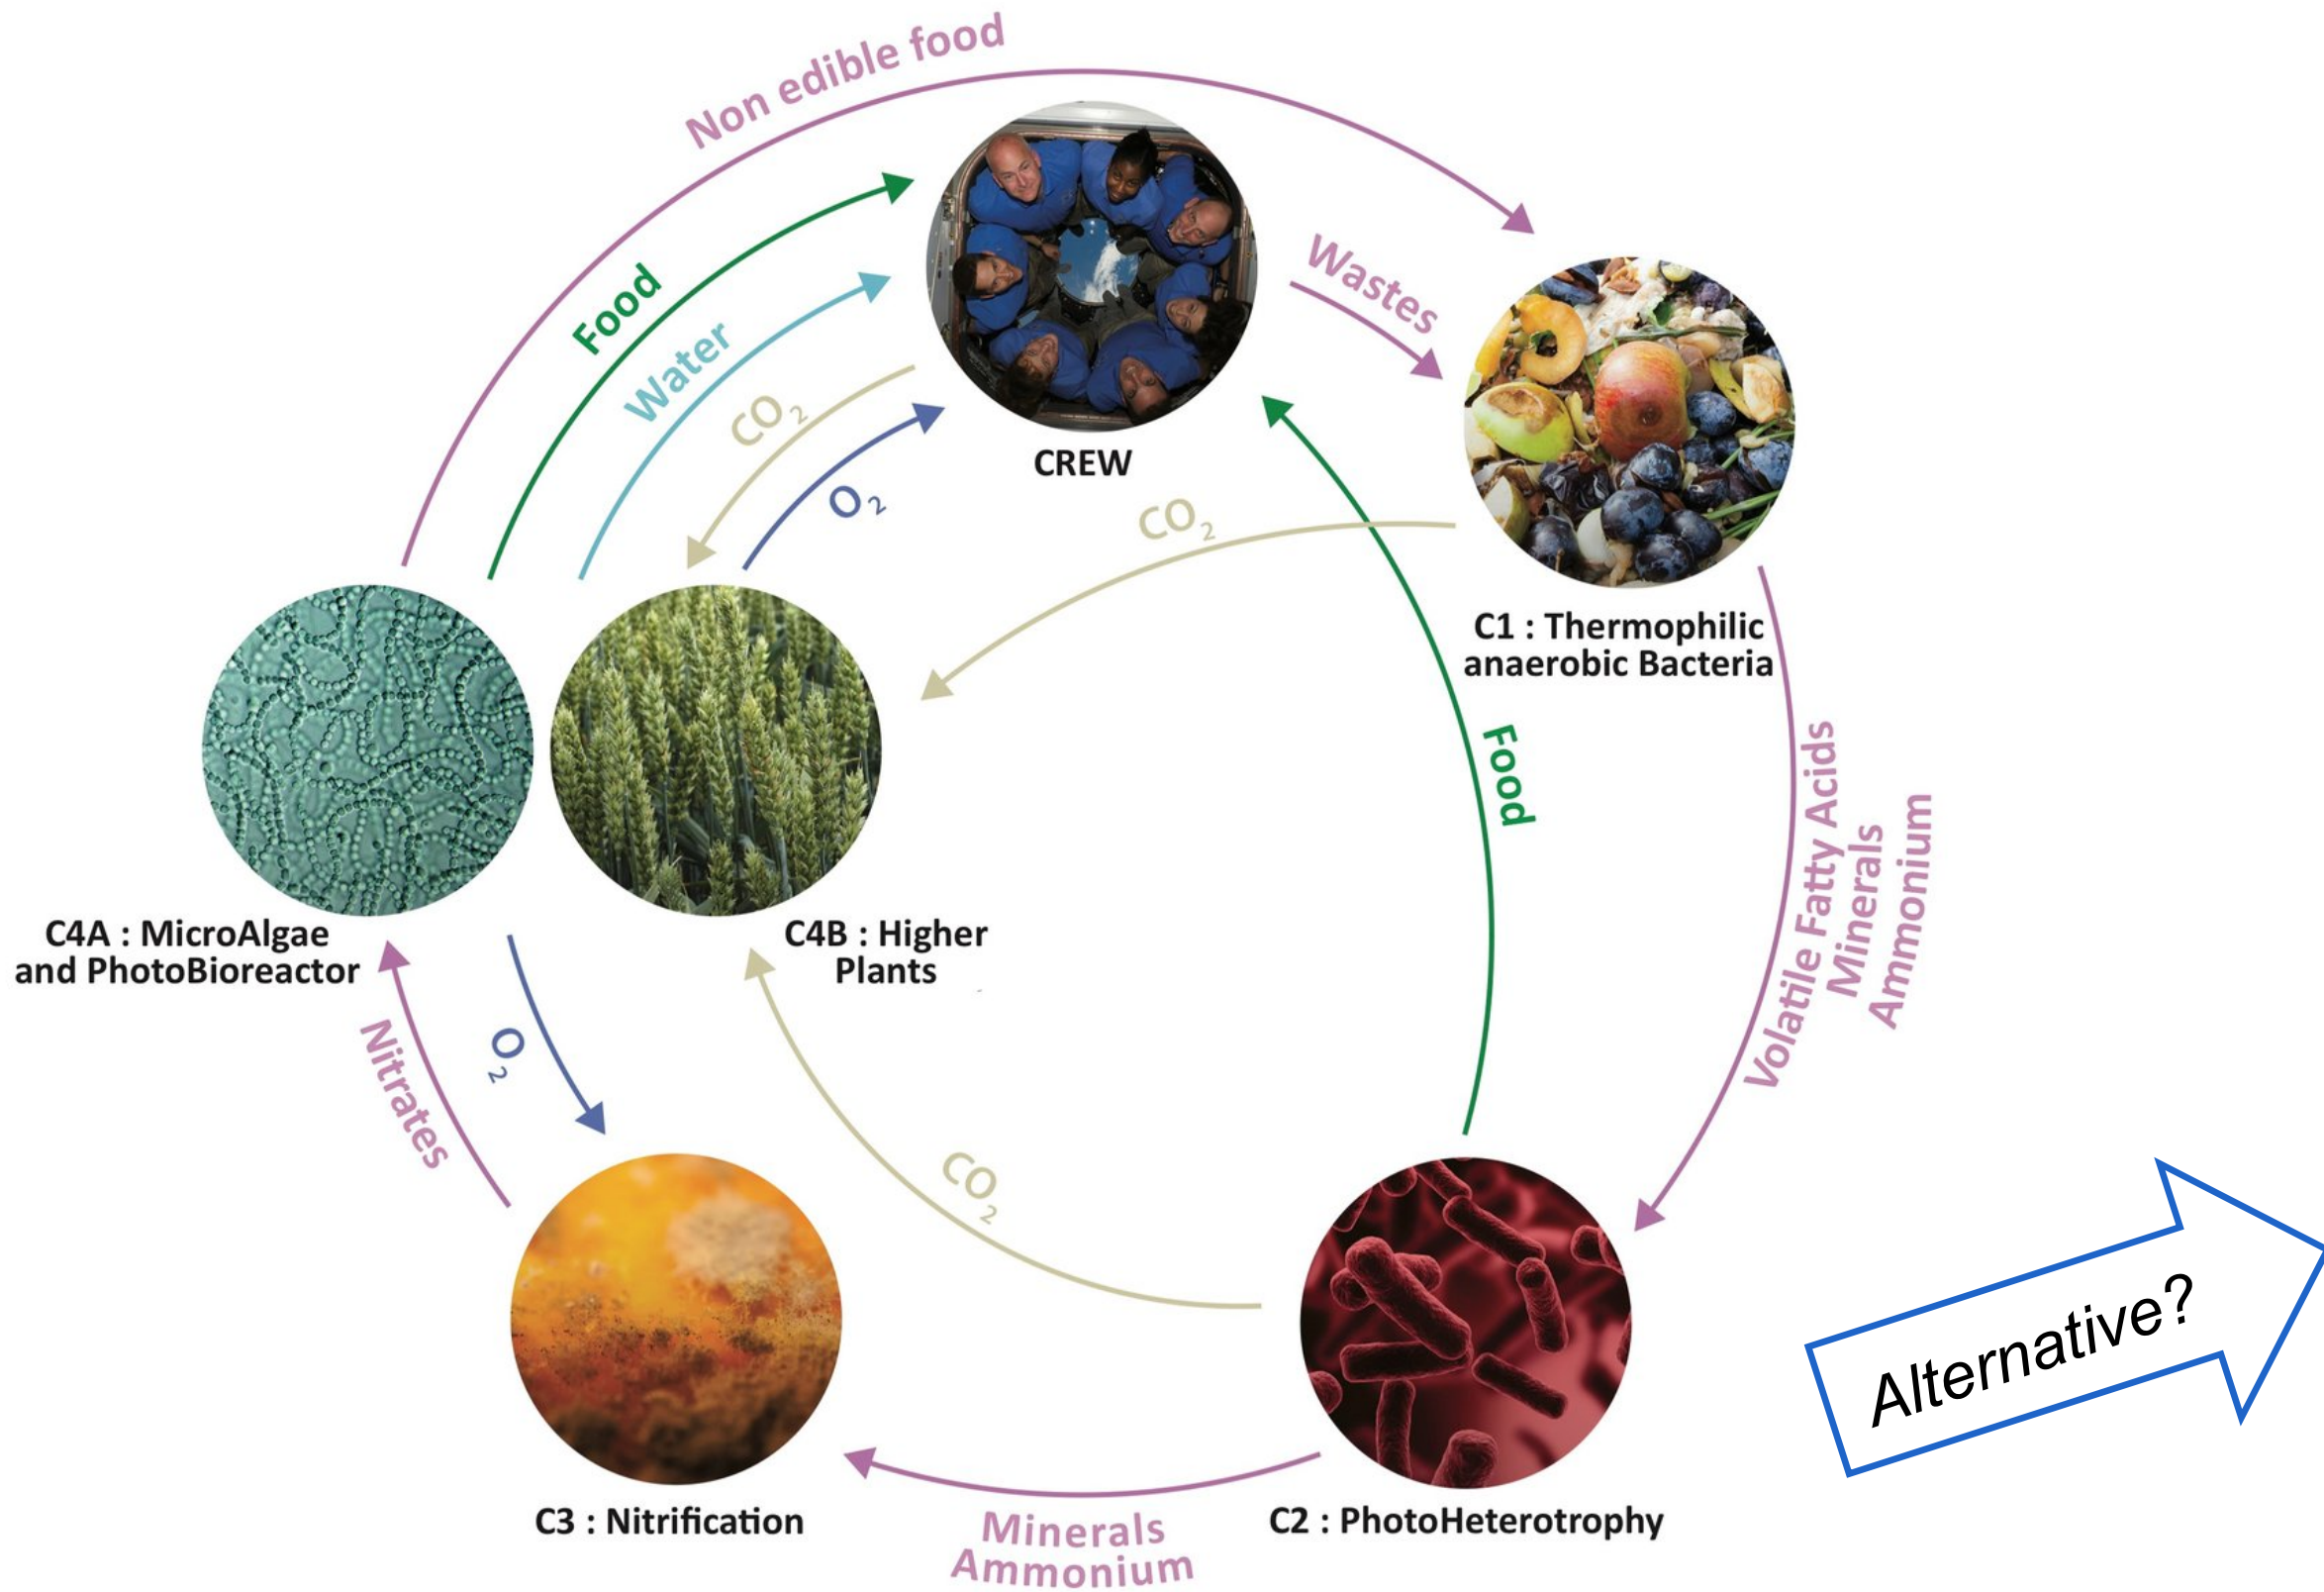 Non edible food
Food
Water
CO2
O2
Wastes
CREW
CO2
C1 : Thermophilic
anaerobic Bacteria
Food
Volatile Fatty Acids
Minerals
Ammonium
C4A : MicroAlgae
and PhotoBioreactor
C4B : Higher
Plants
Nitrates
O2
CO2
Alternative?
C3 : Nitrification
C2 : PhotoHeterotrophy
Minerals
Ammonium